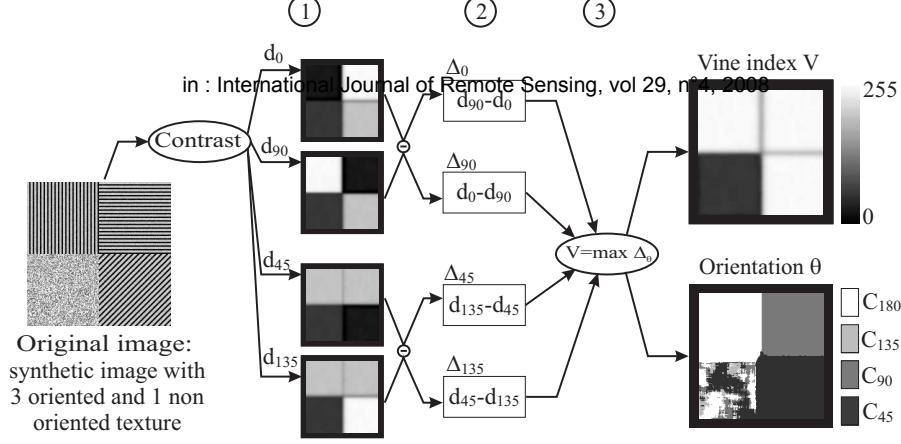 1 2 3
d0
Δ0
Vine index V
in : International Journal of Remote Sensing, vol 29, n°4, 2008
d90-d0
255
Contrast
d90
Δ90
d0-d90
0
V=max Δθ
d45
Δ45
d135-d45
Orientation θ
C180
C135
C90
C45
d135
Δ135
d45-d135
Original image:
synthetic image with
3 oriented and 1 non
oriented texture